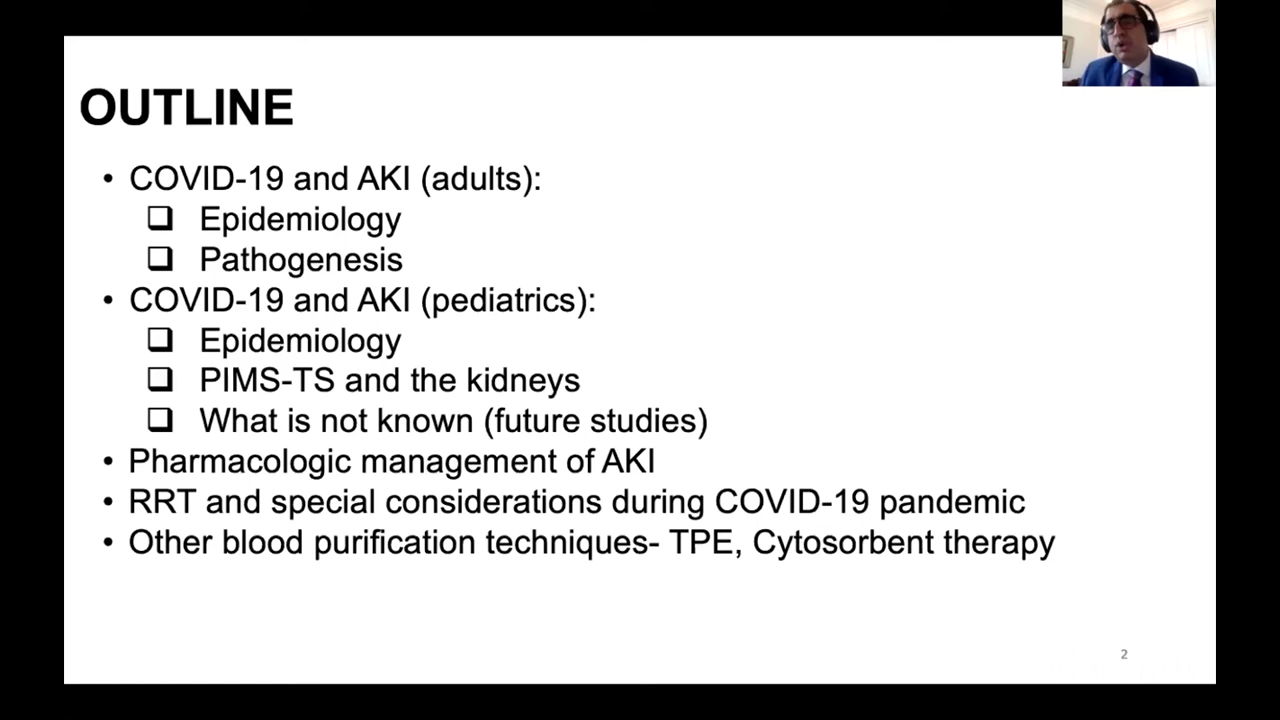 OUTLINE
• COVID-19 and AKI (adults):
❑ Epidemiology
❑ Pathogenesis
• COVID-19 and AKI (pediatrics):
❑ Epidemiology
❑ PIMS-TS and the kidneys
❑ What is not known (future studies)
• Pharmacologic management of AKI
• RRT and special considerations during COVID-19 pandemic
• Other blood purification techniques- TPE, Cytosorbent therapy
2